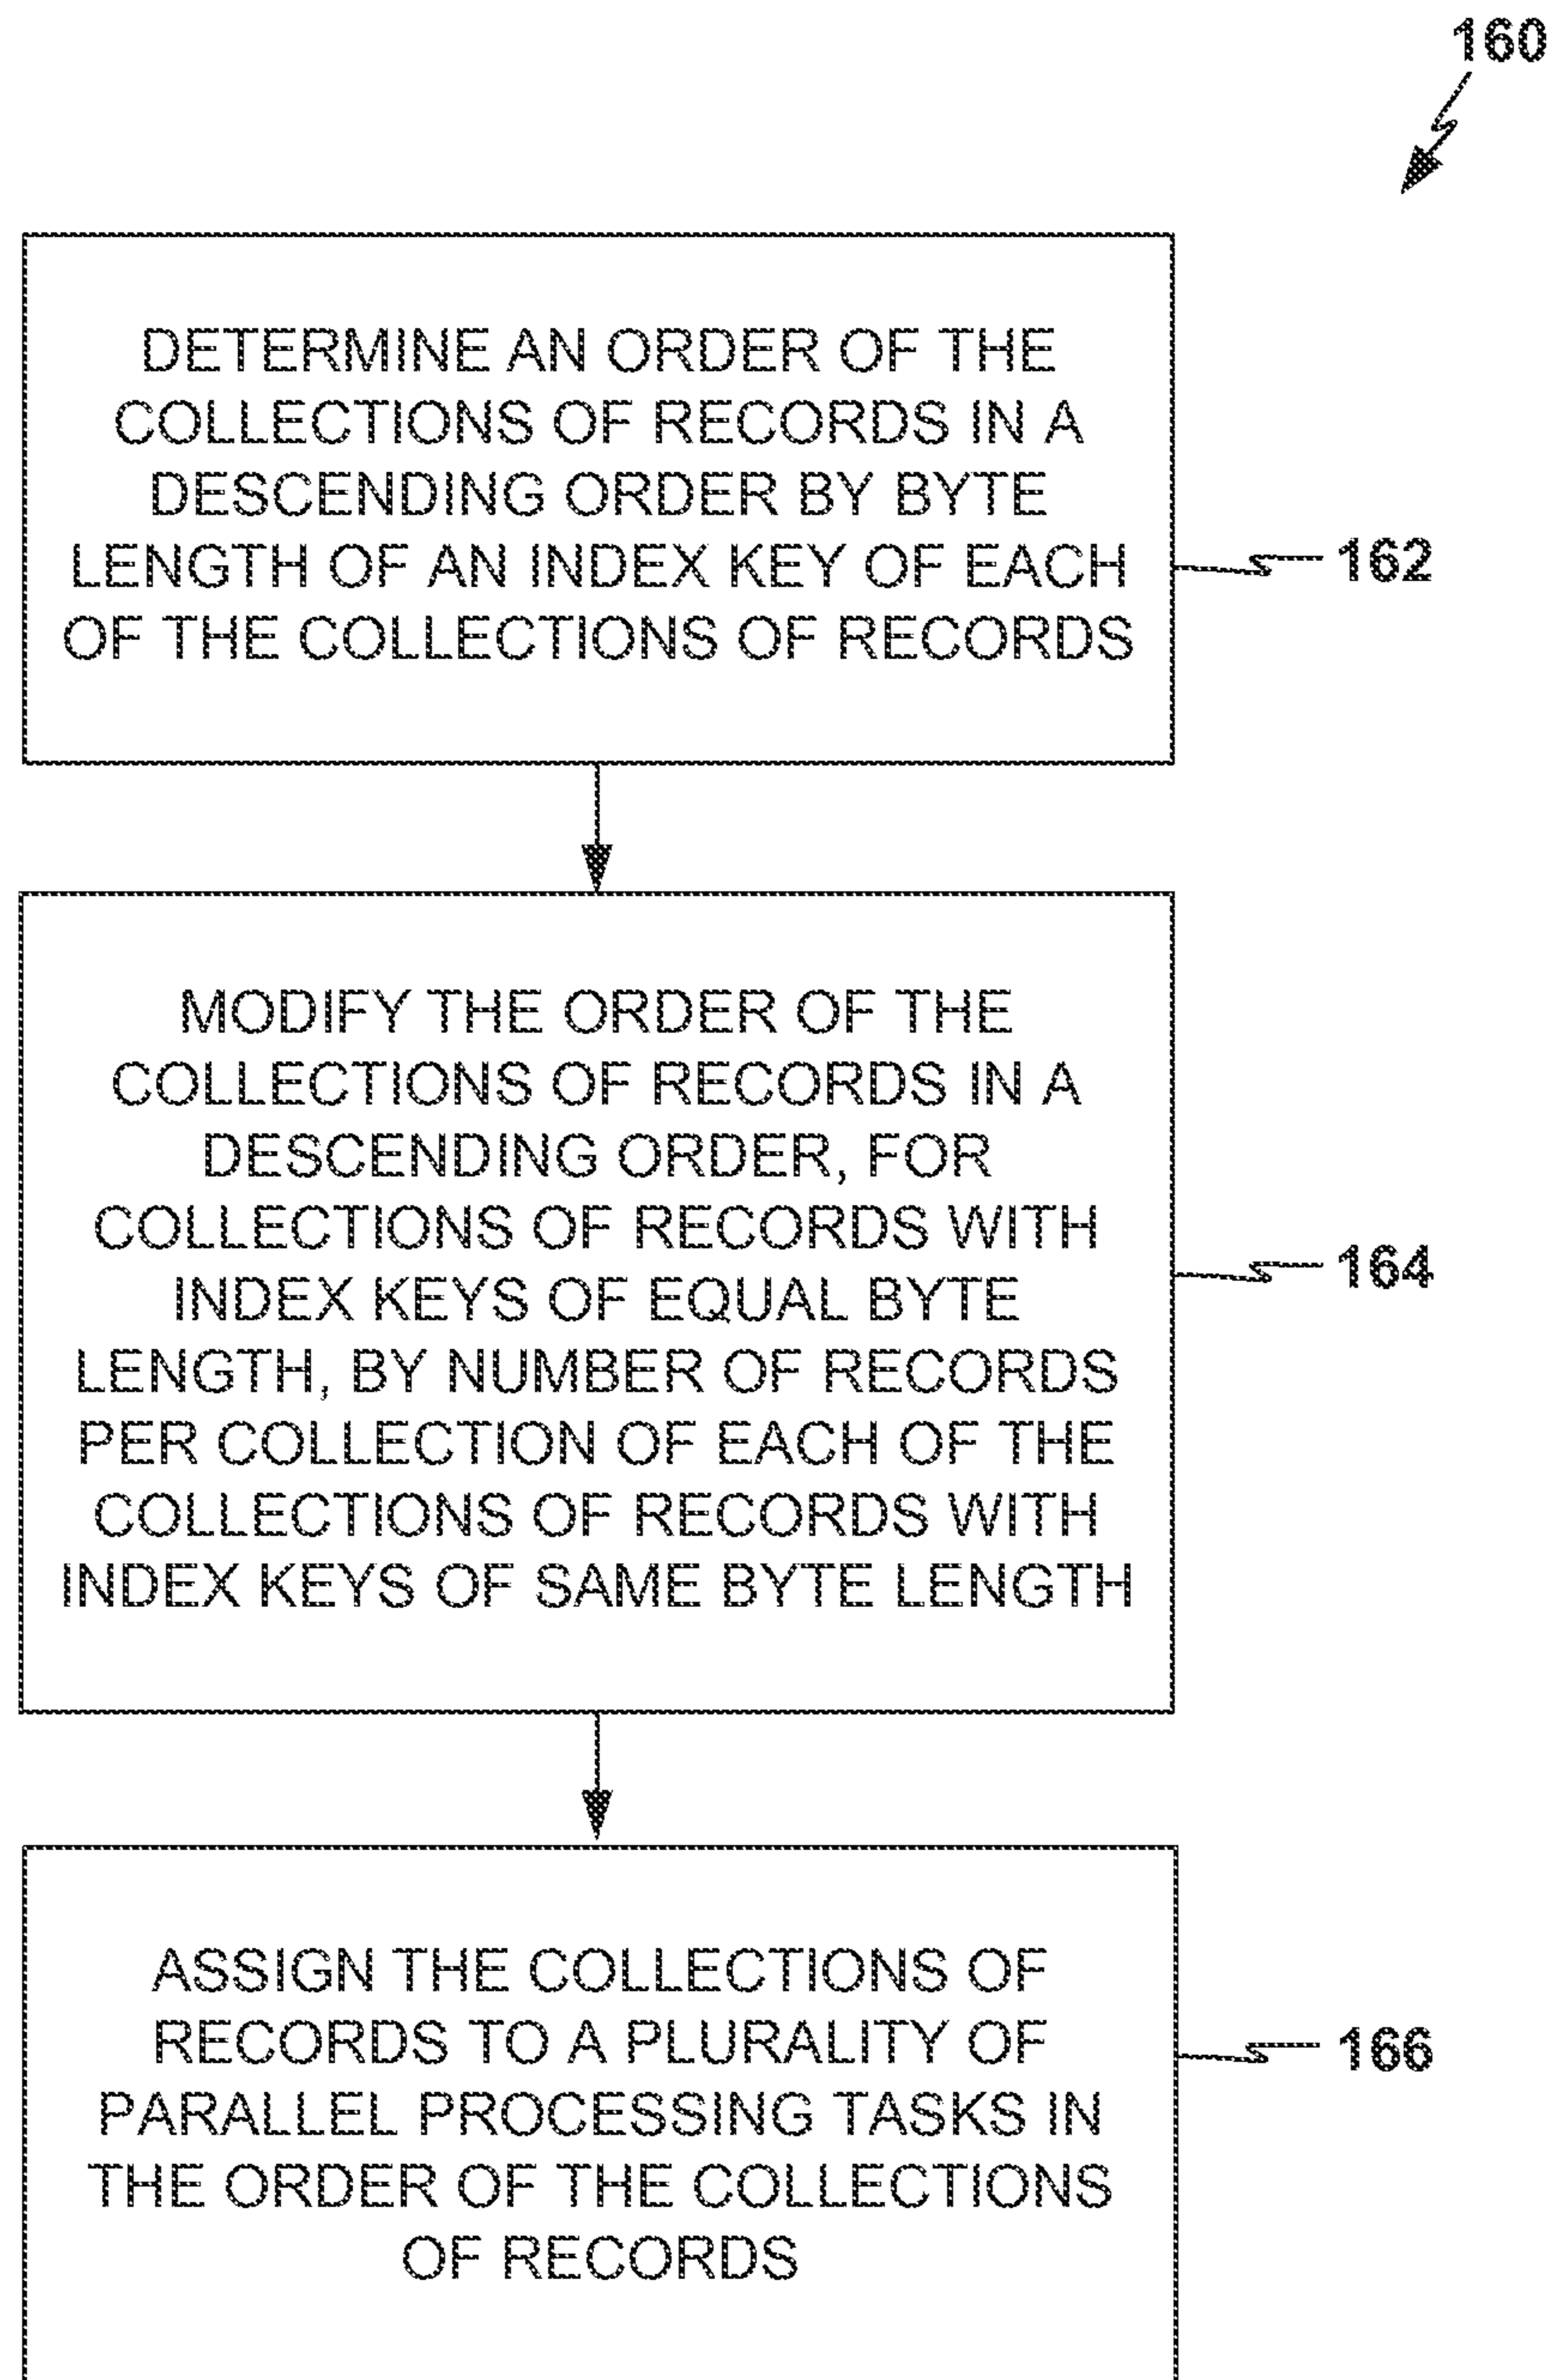 160
DETERMINE AN ORDER OF THE
COLLECTIONS OF RECORDS IN A
DESCENDING ORDER BY BYTE
LENGTH OF AN INDEX KEY OF EACH
OF THE COLLECTIONS OF RECORDS
162
MODIFY THE ORDER OF THE
COLLECTIONS OF RECORDS IN A
DESCENDING ORDER, FOR
COLLECTIONS OF RECORDS WITH
INDEX KEYS OF EQUAL BYTE
LENGTH, BY NUMBER OF RECORDS
PER COLLECTION OF EACH OF THE
COLLECTIONS OF RECORDS WITH
INDEX KEYS OF SAME BYTE LENGTH
164
ASSIGN THE COLLECTIONS OF
RECORDS TO A PLURALITY OF
PARALLEL PROCESSING TASKS IN
THE ORDER OF THE COLLECTIONS
OF RECORDS
166